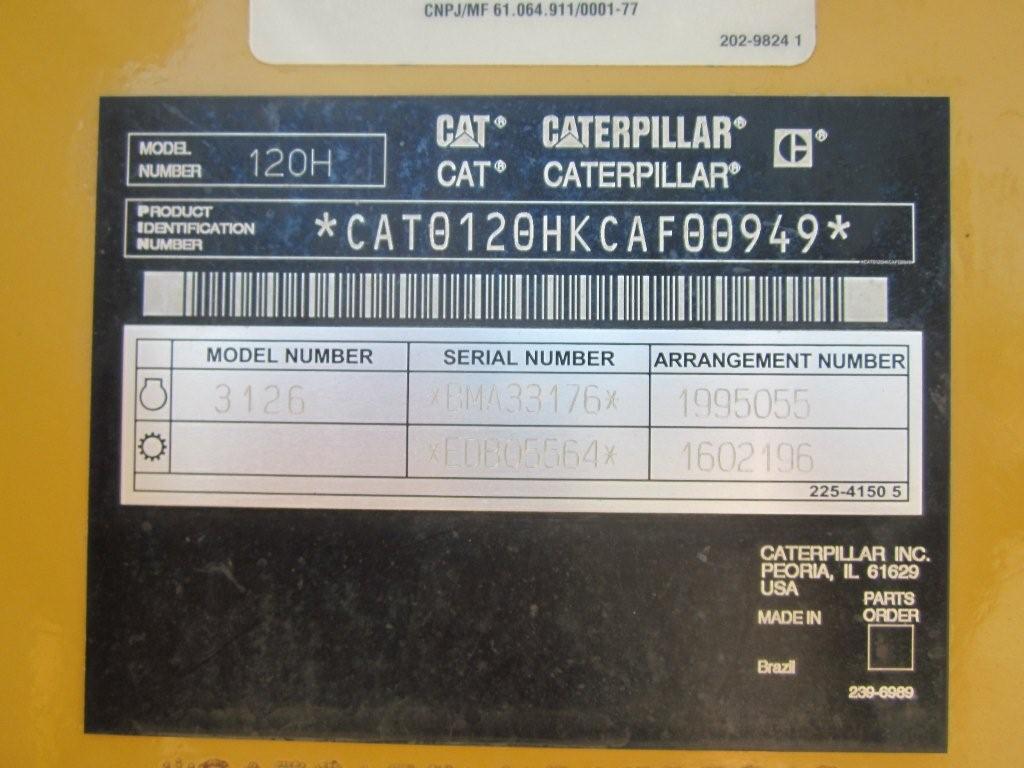 CNPJ/MF 61.064.911/0001-77
202-9824 1
CAT® CATERPILLAR® ®
MODEL NUMBER 120H
CAT® CATERPILLAR®
PRODUCT IDENTIFICATION NUMBER *CAT0120HKCAF00949*
*CAT0120HKCAF00949*
MODEL NUMBER SERIAL NUMBER ARRANGEMENT NUMBER
3126 *BMA33176* 1995055
*EDB05564* 1602196
225-4150 5
CATERPILLAR INC.
PEORIA, IL 61629
USA
PARTS
MADE IN ORDER
Brazil
239-6989